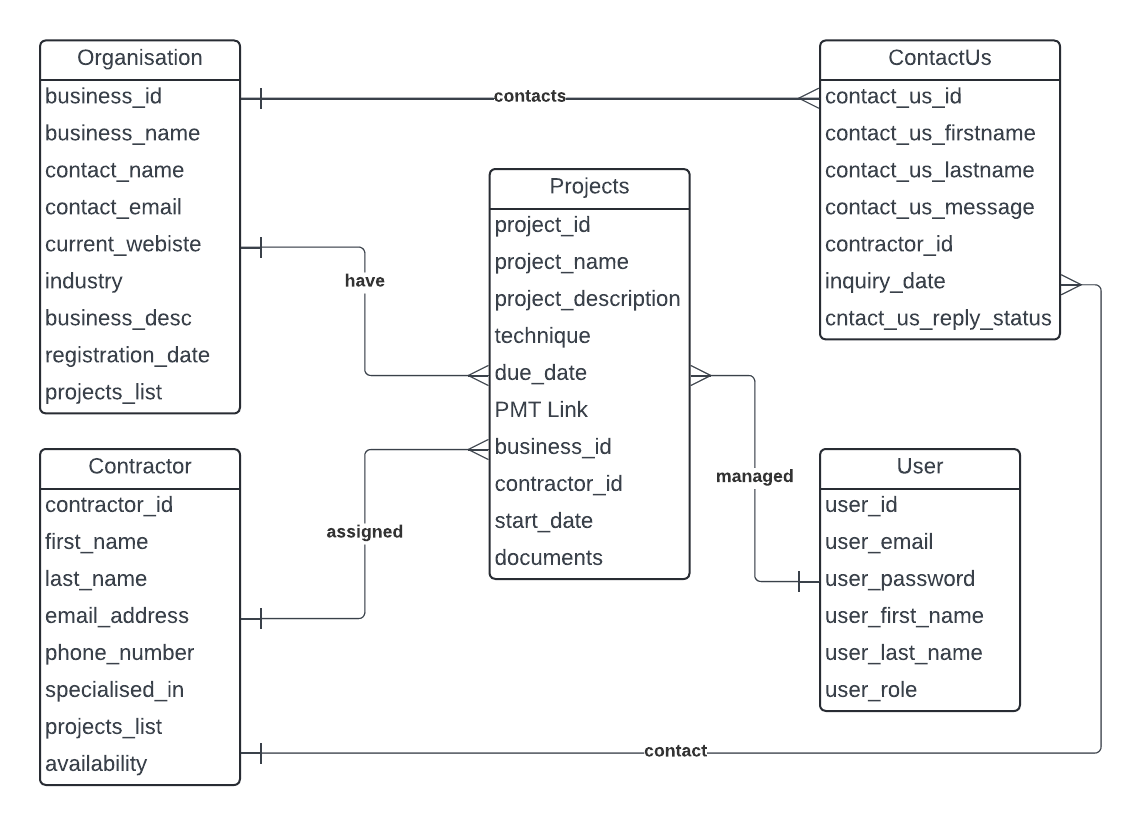 Organisation
business_id
business_name
contact_name
contact_email
current_webiste
industry
business_desc
registration_date
projects_list
contacts
ContactUs
contact_us_id
contact_us_firstname
contact_us_lastname
contact_us_message
contractor_id
inquiry_date
cntact_us_reply_status
have
Projects
project_id
project_name
project_description
technique
due_date
PMT Link
business_id
contractor_id
start_date
documents
Contractor
contractor_id
first_name
last_name
email_address
phone_number
specialised_in
projects_list
availability
assigned
managed
User
user_id
user_email
user_password
user_first_name
user_last_name
user_role
contact